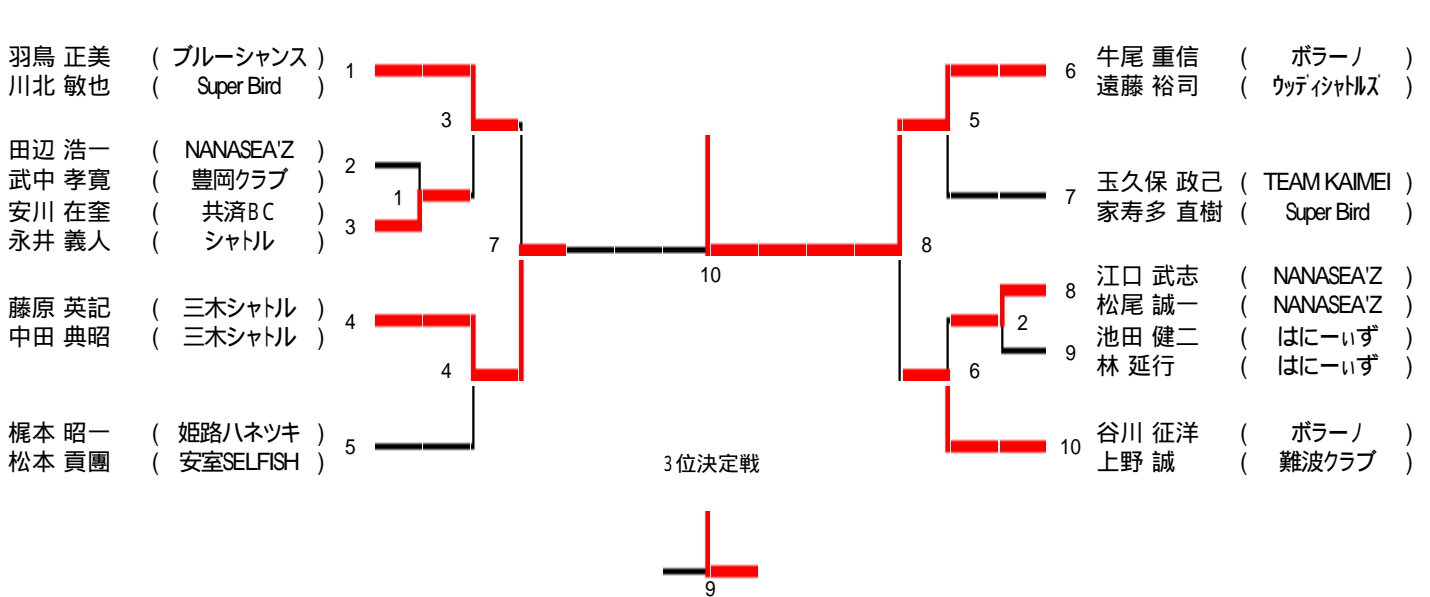 羽鳥 正美 ( ブルーシャンス ) 1
川北 敏也 ( Super Bird )
3
田辺 浩一 ( NANASEA'Z ) 2
武中 孝寛 ( 豊岡クラブ )
1
安川 在奎 ( 共済BC ) 3
永井 義人 ( シャトル )
7
藤原 英記 ( 三木シャトル ) 4
中田 典昭 ( 三木シャトル )
4
梶本 昭一 ( 姫路ハネツキ ) 5
松本 貢團 ( 安室SELFISH )
10
6 牛尾 重信 ( ボラーノ )
遠藤 裕司 ( ウッディシャトルズ )
5
7 玉久保 政己 ( TEAM KAIMEI )
家寿多 直樹 ( Super Bird )
8
8 江口 武志 ( NANASEA'Z )
松尾 誠一 ( NANASEA'Z )
2
9 池田 健二 ( はにーぃず )
林 延行 ( はにーぃず )
6
10 谷川 征洋 ( ボラーノ )
上野 誠 ( 難波クラブ )
3位決定戦
9